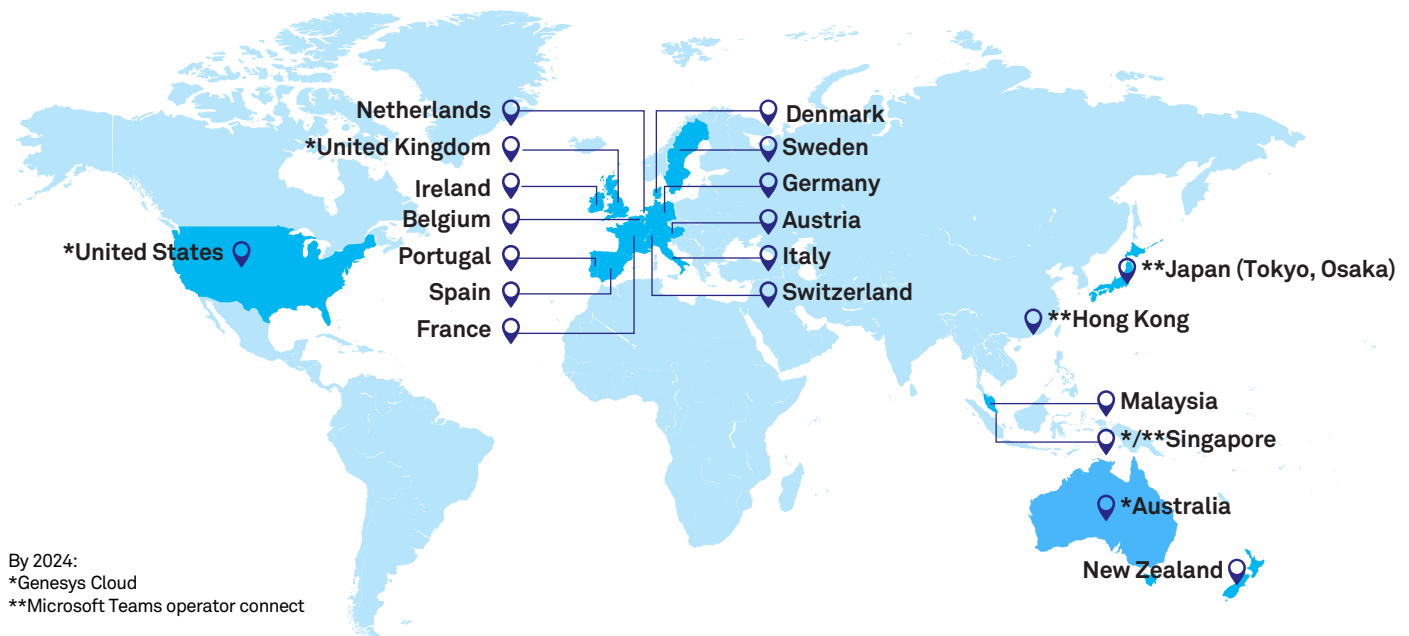 Netherlands
*United Kingdom
Ireland
Belgium
Portugal
Spain
France
Denmark
Sweden
Germany
Austria
Italy
Switzerland
*United States
**Japan (Tokyo, Osaka)
**Hong Kong
Malaysia
*/**Singapore
*Australia
New Zealand
By 2024:
*Genesys Cloud
**Microsoft Teams operator connect